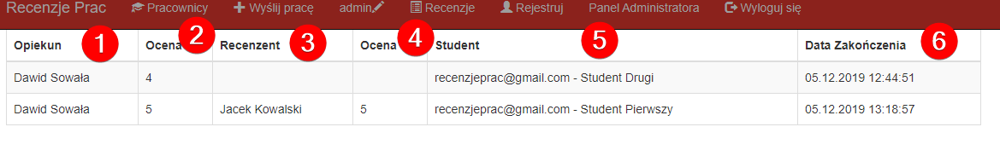 Recenzje Prac Pracownicy Wyślij pracę admin Recenzje Rejestruj Panel Administratora Wyloguj się
1 2 3 4 5 6
Opiekun Ocena Recenzent Ocena Student Data Zakończenia
Dawid Sowała 4 recenzjeprac@gmail.com - Student Drugi 05.12.2019 12:44:51
Dawid Sowała 5 Jacek Kowalski 5 recenzjeprac@gmail.com - Student Pierwszy 05.12.2019 13:18:57